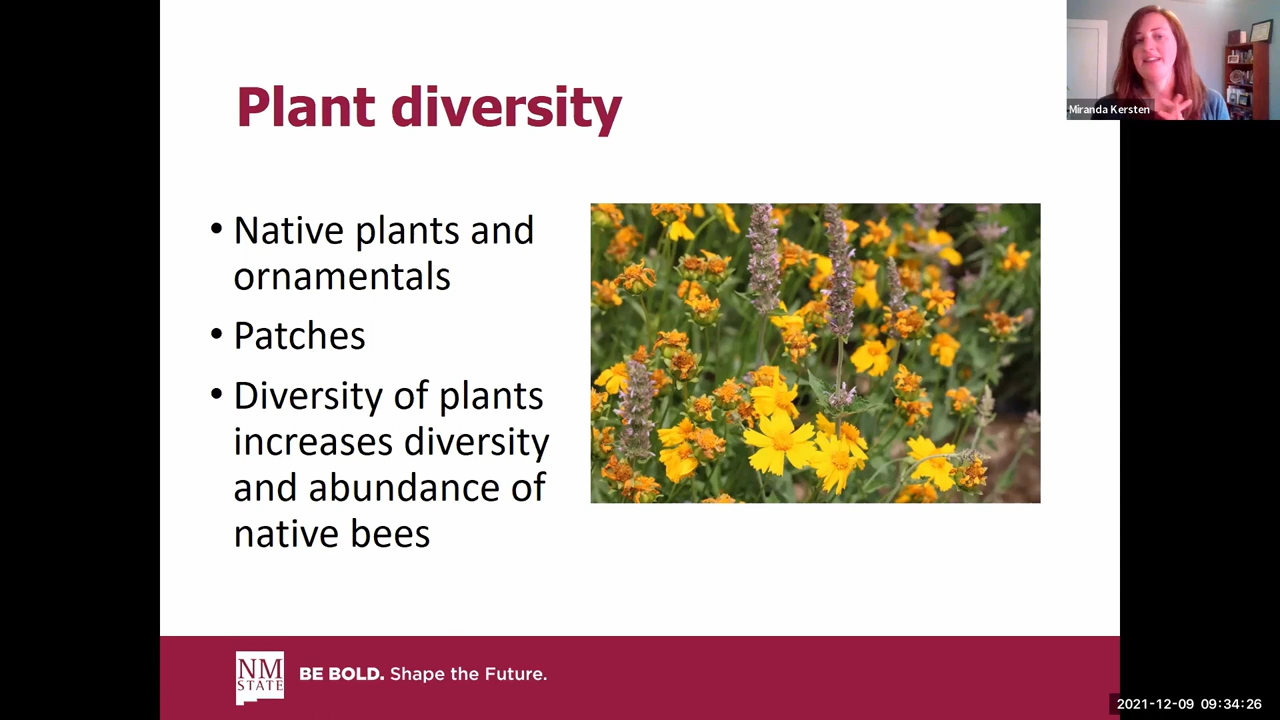 Plant diversity
Miranda Kersten
• Native plants and
ornamentals
• Patches
• Diversity of plants
increases diversity
and abundance of
native bees
NM
STATE
BE BOLD. Shape the Future.
2021-12-09 09:34:26